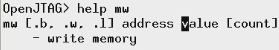 OpenJTAG> help mw
mw [.b, .w, .l] address value [count]
- write memory